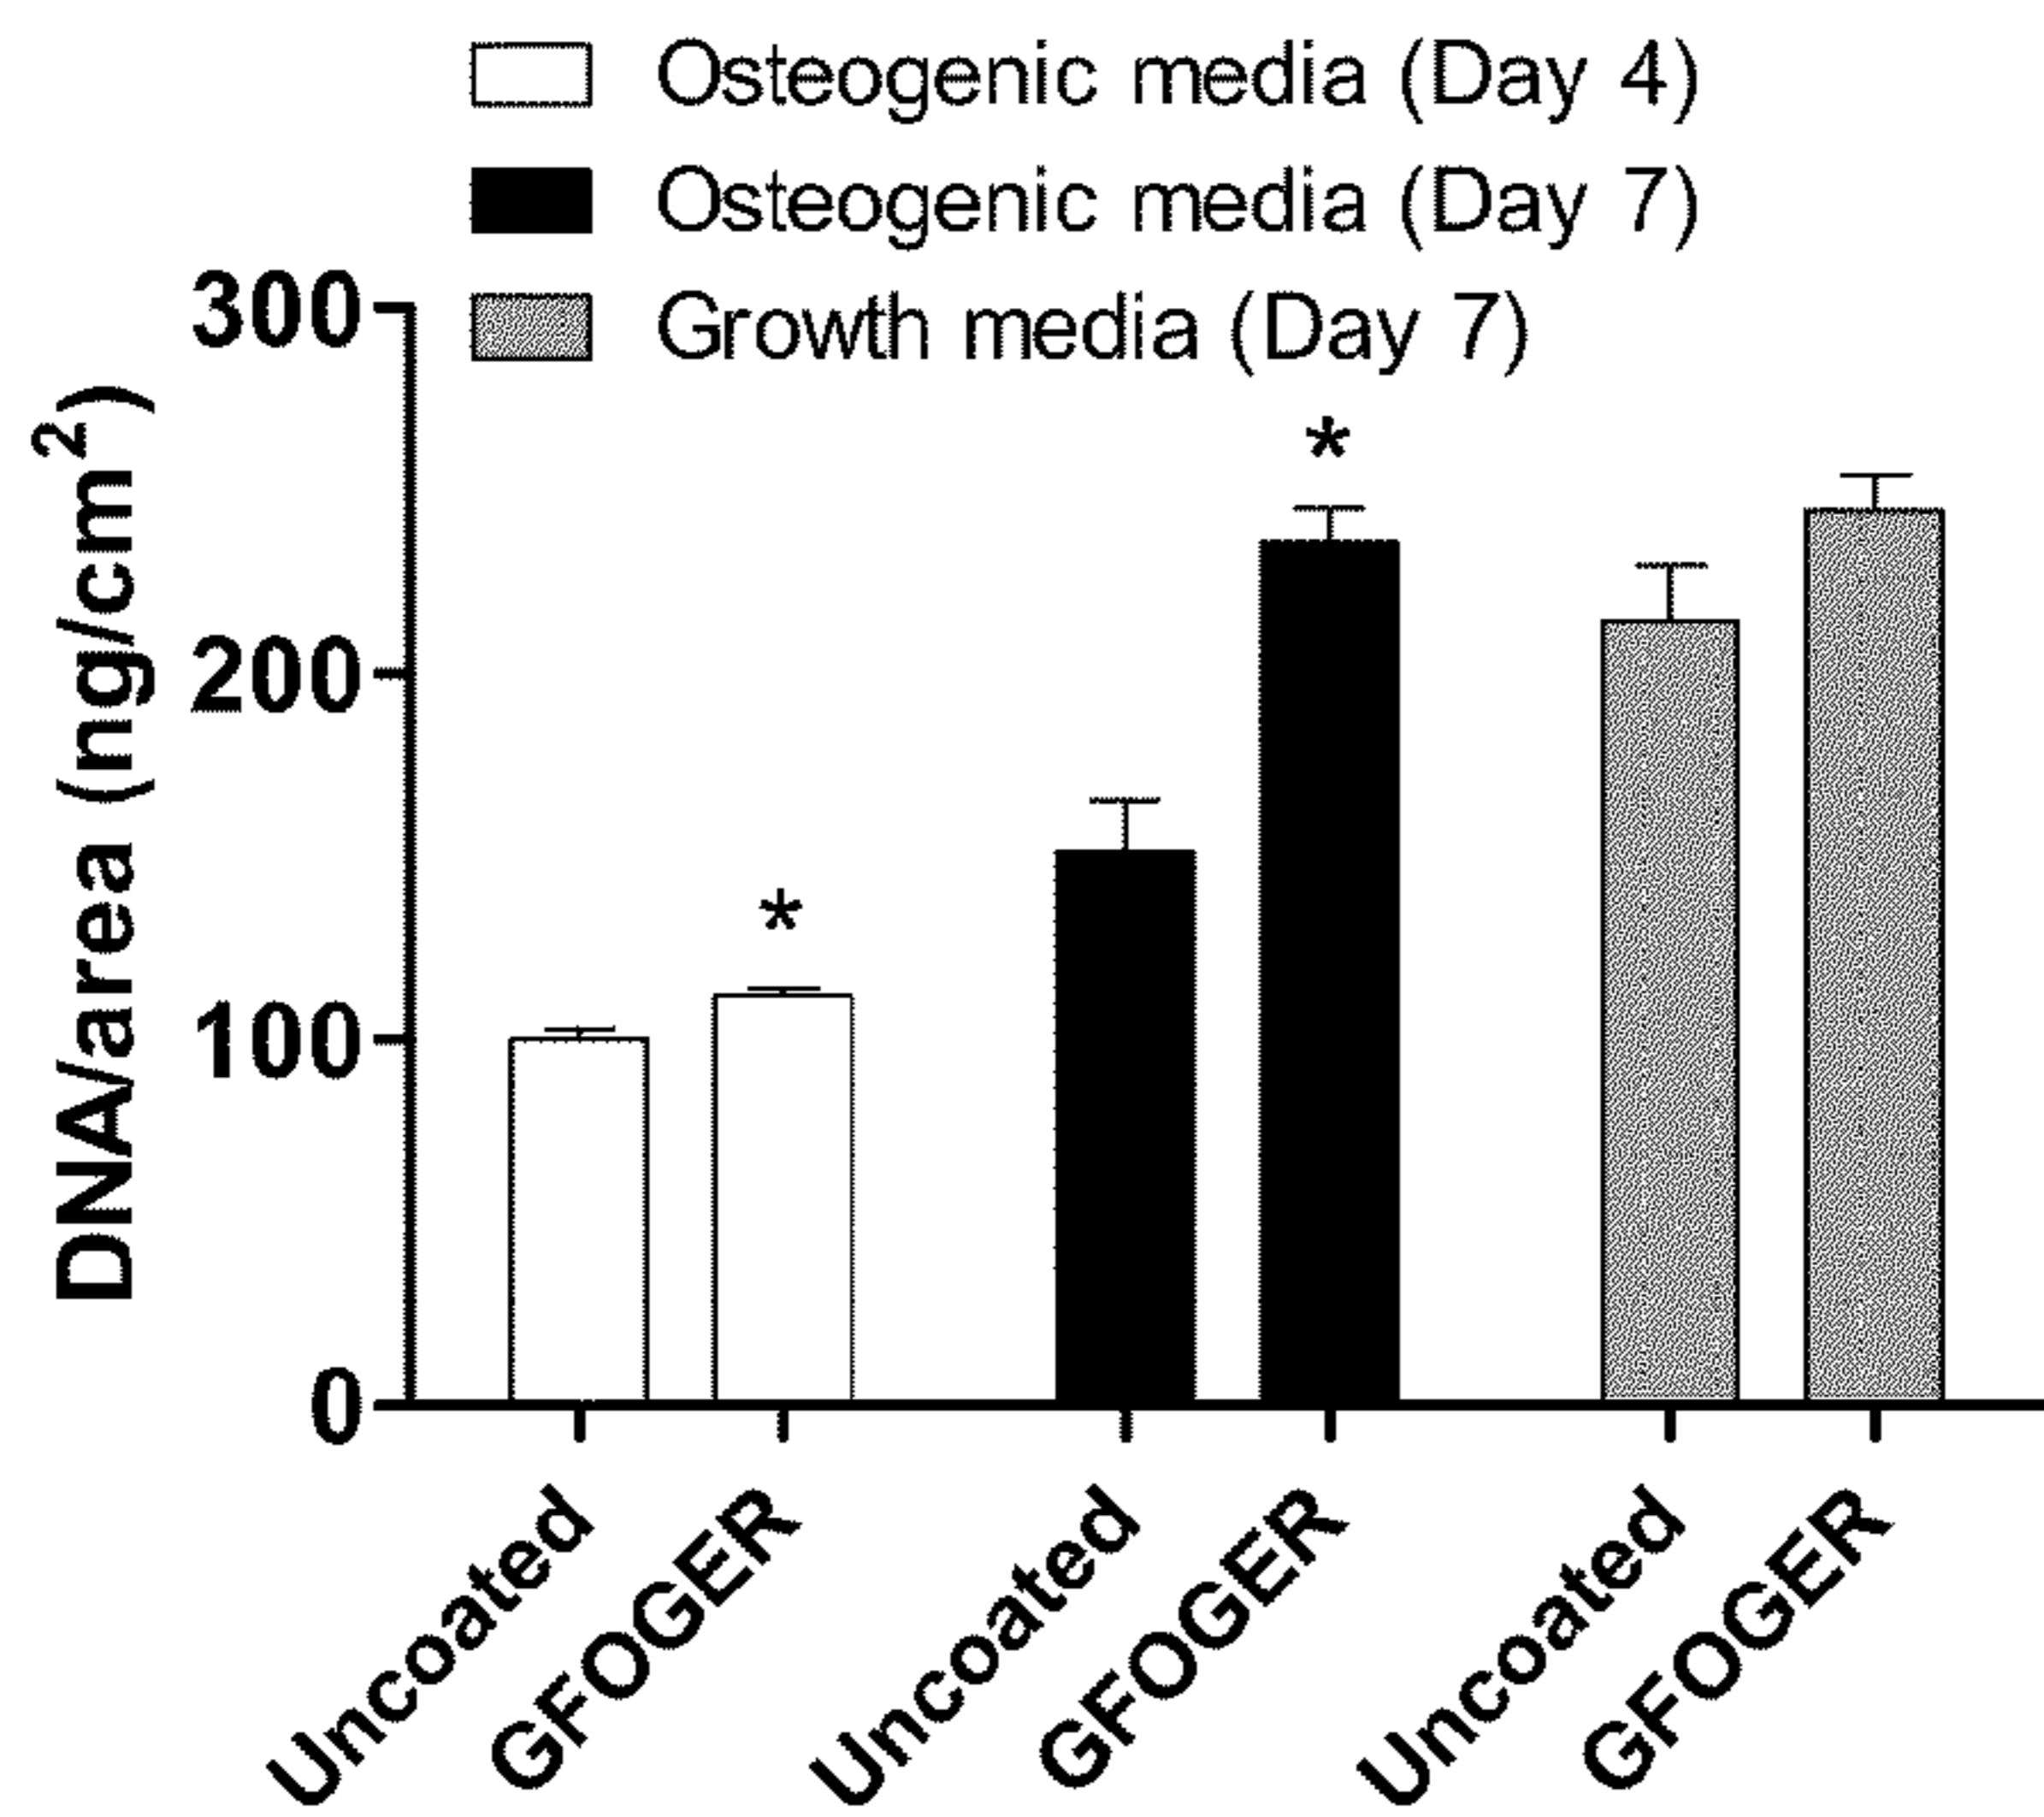 Osteogenic media (Day 4)
Osteogenic media (Day 7)
Growth media (Day 7)
DNA/area (ng/cm²)
300
200
100
0
*
*
Uncoated
GFOGER
Uncoated
GFOGER
Uncoated
GFOGER